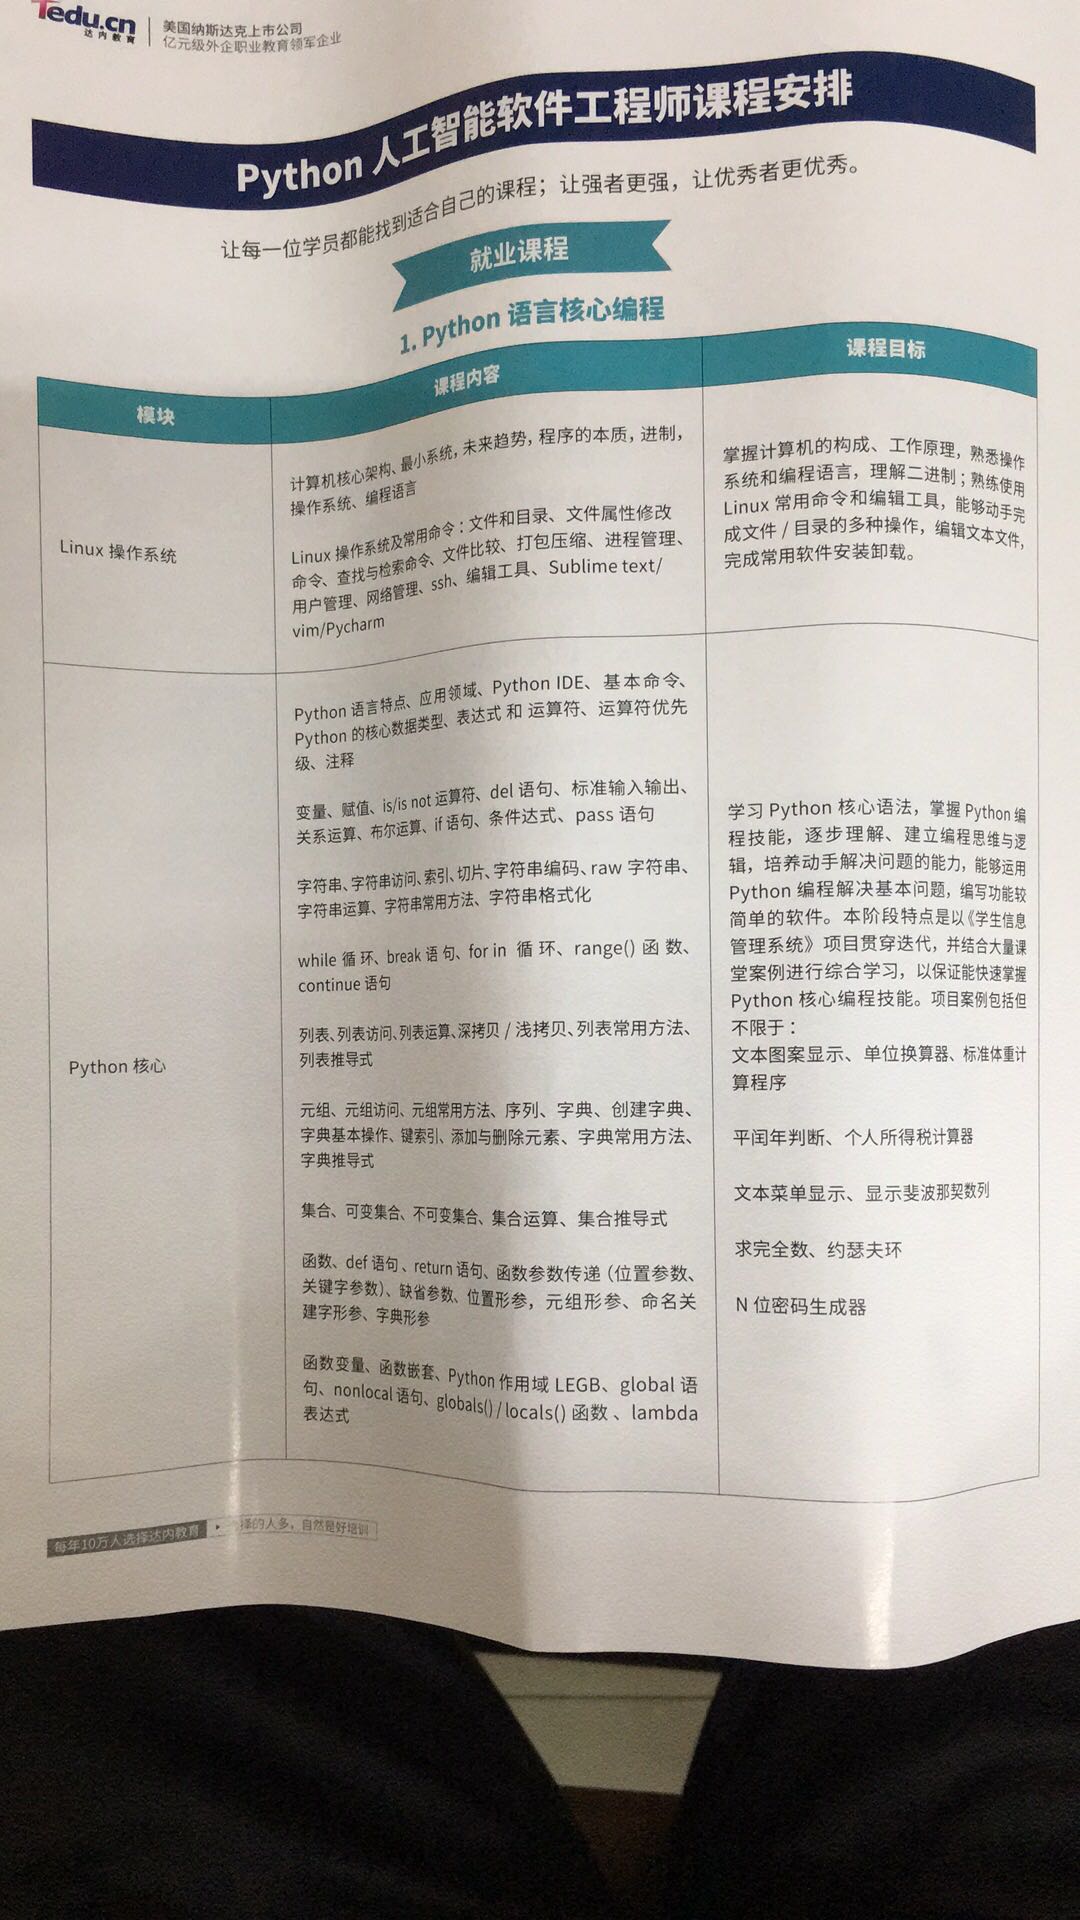 Tedu.cn
达内教育
美国纳斯达克上市公司
亿元级外企职业教育领军企业
Python 人工智能软件工程师课程安排
让每一位学员都能找到适合自己的课程；让强者更强，让优秀者更优秀。
就业课程
1. Python 语言核心编程
模块
课程内容
课程目标
Linux 操作系统
计算机核心架构、最小系统，未来趋势，程序的本质，进制，
操作系统、编程语言
Linux 操作系统及常用命令：文件和目录、文件属性修改
命令、查找与检索命令、文件比较、打包压缩、进程管理、
用户管理、网络管理、ssh、编辑工具、Sublime text/
vim/Pycharm
掌握计算机的构成、工作原理，熟悉操作
系统和编程语言，理解二进制；熟练使用
Linux 常用命令和编辑工具，能够动手完
成文件 / 目录的多种操作，编辑文本文件，
完成常用软件安装卸载。
Python 核心
Python 语言特点、应用领域、Python IDE、基本命令、
Python 的核心数据类型、表达式 和 运算符、运算符优先
级、注释
变量、赋值、is/is not 运算符、del 语句、标准输入输出、
关系运算、布尔运算、if 语句、条件达式、pass 语句
字符串、字符串访问、索引、切片、字符串编码、raw 字符串、
字符串运算、字符串常用方法、字符串格式化
while 循环、break 语句、for in 循环、range() 函数、
continue 语句
列表、列表访问、列表运算、深拷贝 / 浅拷贝、列表常用方法、
列表推导式
元组、元组访问、元组常用方法、序列、字典、创建字典、
字典基本操作、键索引、添加与删除元素、字典常用方法、
字典推导式
集合、可变集合、不可变集合、集合运算、集合推导式
函数、def 语句、return 语句、函数参数传递（位置参数、
关键字参数）、缺省参数、位置形参，元组形参、命名关
建字形参、字典形参
函数变量、函数嵌套、Python 作用域 LEGB、global 语
句、nonlocal 语句、globals() / locals() 函数、lambda
表达式
学习 Python 核心语法，掌握 Python 编
程技能，逐步理解、建立编程思维与逻
辑，培养动手解决问题的能力，能够运用
Python 编程解决基本问题，编写功能较
简单的软件。本阶段特点是以《学生信息
管理系统》项目贯穿迭代，并结合大量课
堂案例进行综合学习，以保证能快速掌握
Python 核心编程技能。项目案例包括但
不限于：
文本图案显示、单位换算器、标准体重计
算程序
平闰年判断、个人所得税计算器
文本菜单显示、显示斐波那契数列
求完全数、约瑟夫环
N 位密码生成器
每年10万人选择达内教育
择的人多，自然是好培训